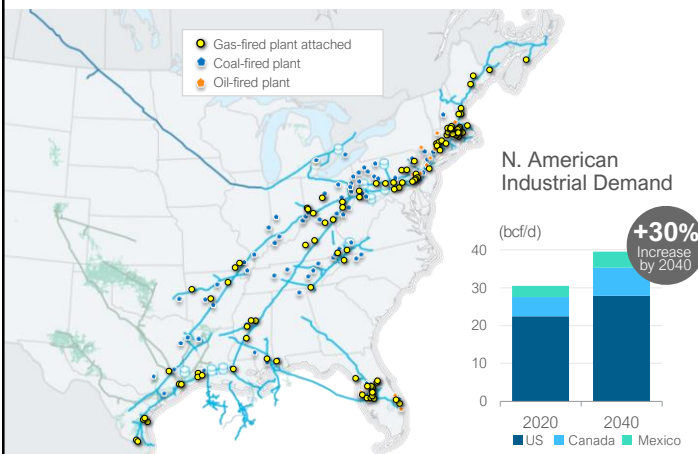 Gas-fired plant attached
Coal-fired plant
Oil-fired plant
N. American
Industrial Demand
(bcf/d)
+30%
Increase
by 2040
40
30
20
10
0
2020 2040
US Canada Mexico